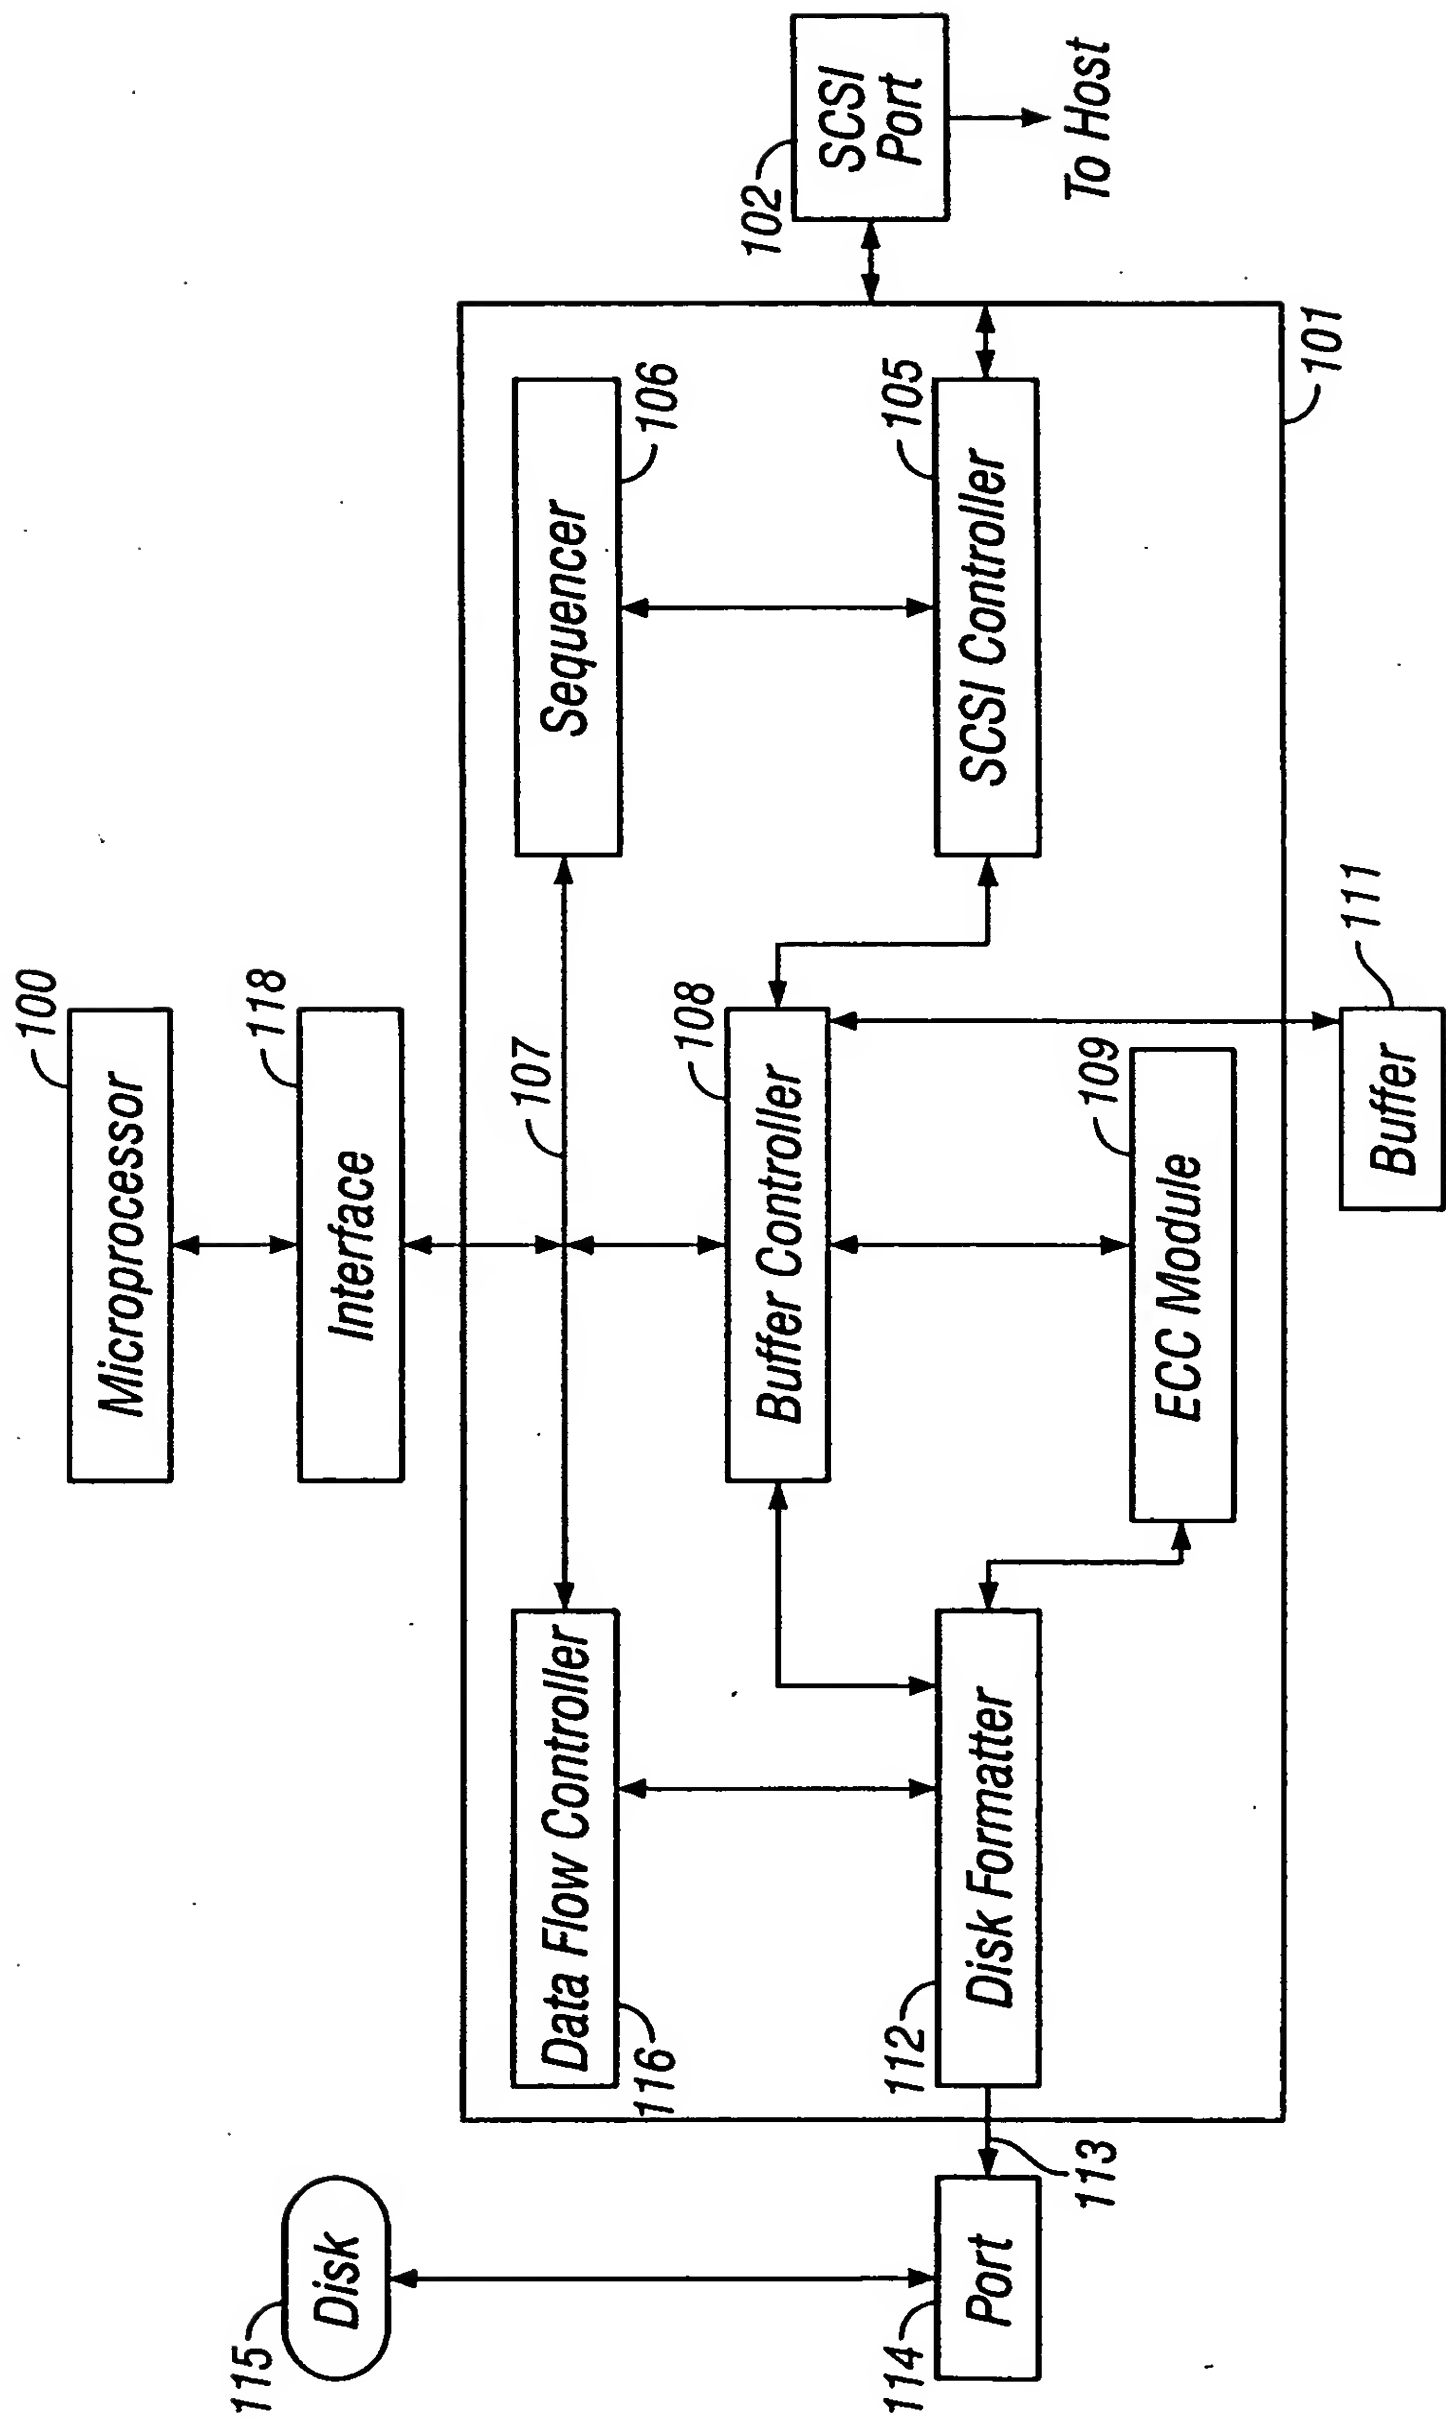 115
Disk
114
Port
113
116
Data Flow Controller
112
Disk Formatter
100
Microprocessor
118
Interface
107
108
Buffer Controller
109
ECC Module
111
Buffer
106
Sequencer
105
SCSI Controller
101
102
SCSI
Port
To Host